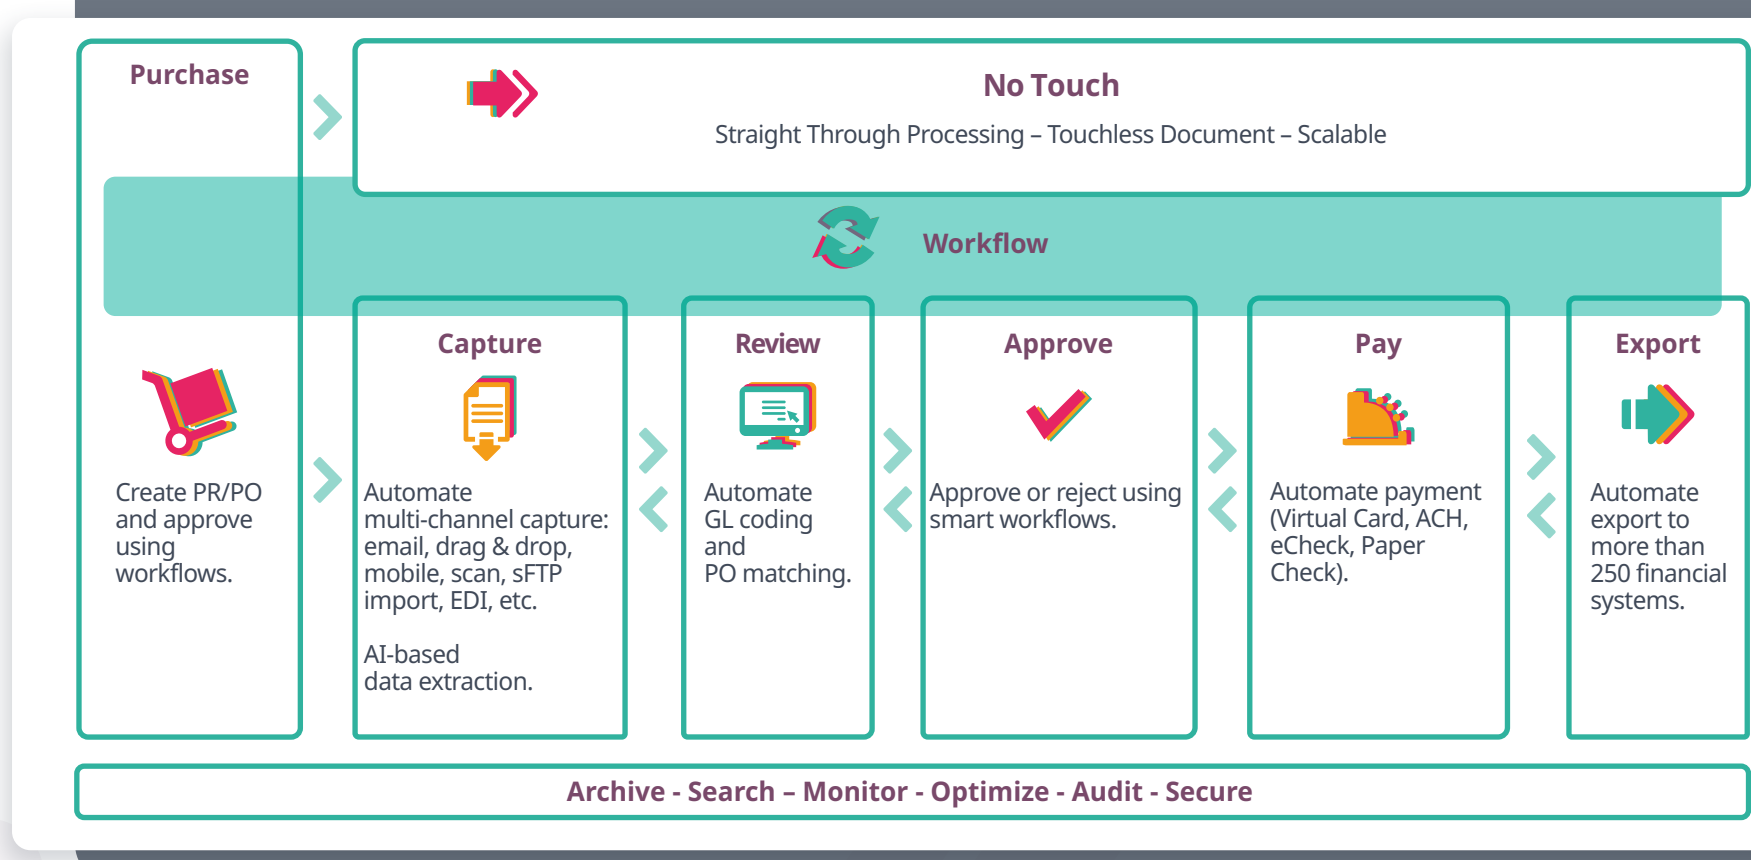 Purchase
No Touch
Straight Through Processing – Touchless Document – Scalable
Workflow
Create PR/PO
and approve
using
workflows.
Capture
Automate
multi-channel capture:
email, drag & drop,
mobile, scan, sFTP
import, EDI, etc.
AI-based
data extraction.
Review
Automate
GL coding
and
PO matching.
Approve
Approve or reject using
smart workflows.
Pay
Automate payment
(Virtual Card, ACH,
eCheck, Paper
Check).
Export
Automate
export to
more than
250 financial
systems.
Archive - Search – Monitor - Optimize - Audit - Secure